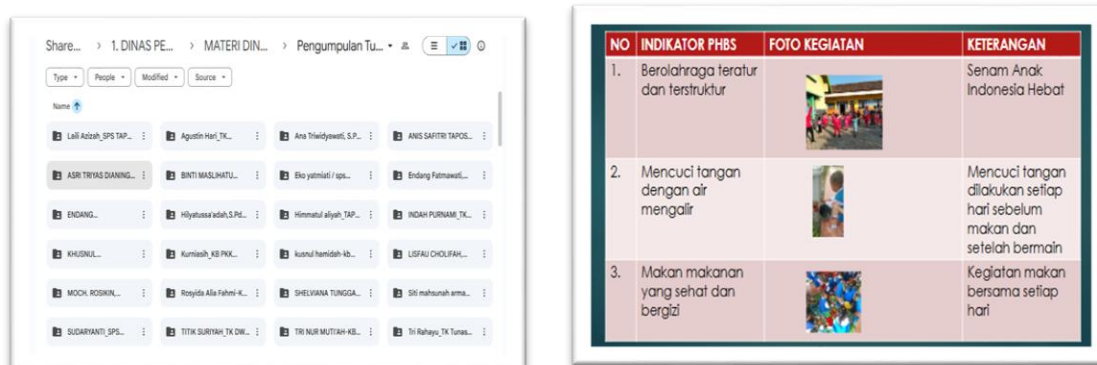 Share... > 1. DINAS PE... > MATERI DIN... > Pengumpulan Tu...
Type People Modified Source
Name
Laili Azizah_SPS TAP... Agustin Hari_TK... Ana Triwidyawati, S.P... ANIS SAFITRI TAPOS...
ASRI TRIYAS DIANING... BINTI MASLIHATU... Eko yatmiati / sps... Endang Fatmawati,...
ENDANG... Hilyatussa'adah,S.Pd... Himmatul aliyah_TAP... INDAH PURNAMI_TK...
KHUSNUL... Kurniasih_KB PKK... kusnul hamidah-kb... LISFAU CHOLIFAH,...
MOCH. ROSIKIN,... Rosyida Alia Fahmi-K... SHELVIANA TUNGGA... Siti mahsunah arma...
SUDARYANTI_SPS... TITIK SURIYAH_TK DW... TRI NUR MUTI'AH-KB... Tri Rahayu_TK Tunas...
NO INDIKATOR PHBS FOTO KEGIATAN KETERANGAN
1. Berolahraga teratur Senam Anak
dan terstruktur Indonesia Hebat
2. Mencuci tangan Mencuci tangan
dengan air dilakukan setiap
mengalir hari sebelum
makan dan
setelah bermain
3. Makan makanan Kegiatan makan
yang sehat dan bersama setiap
bergizi hari